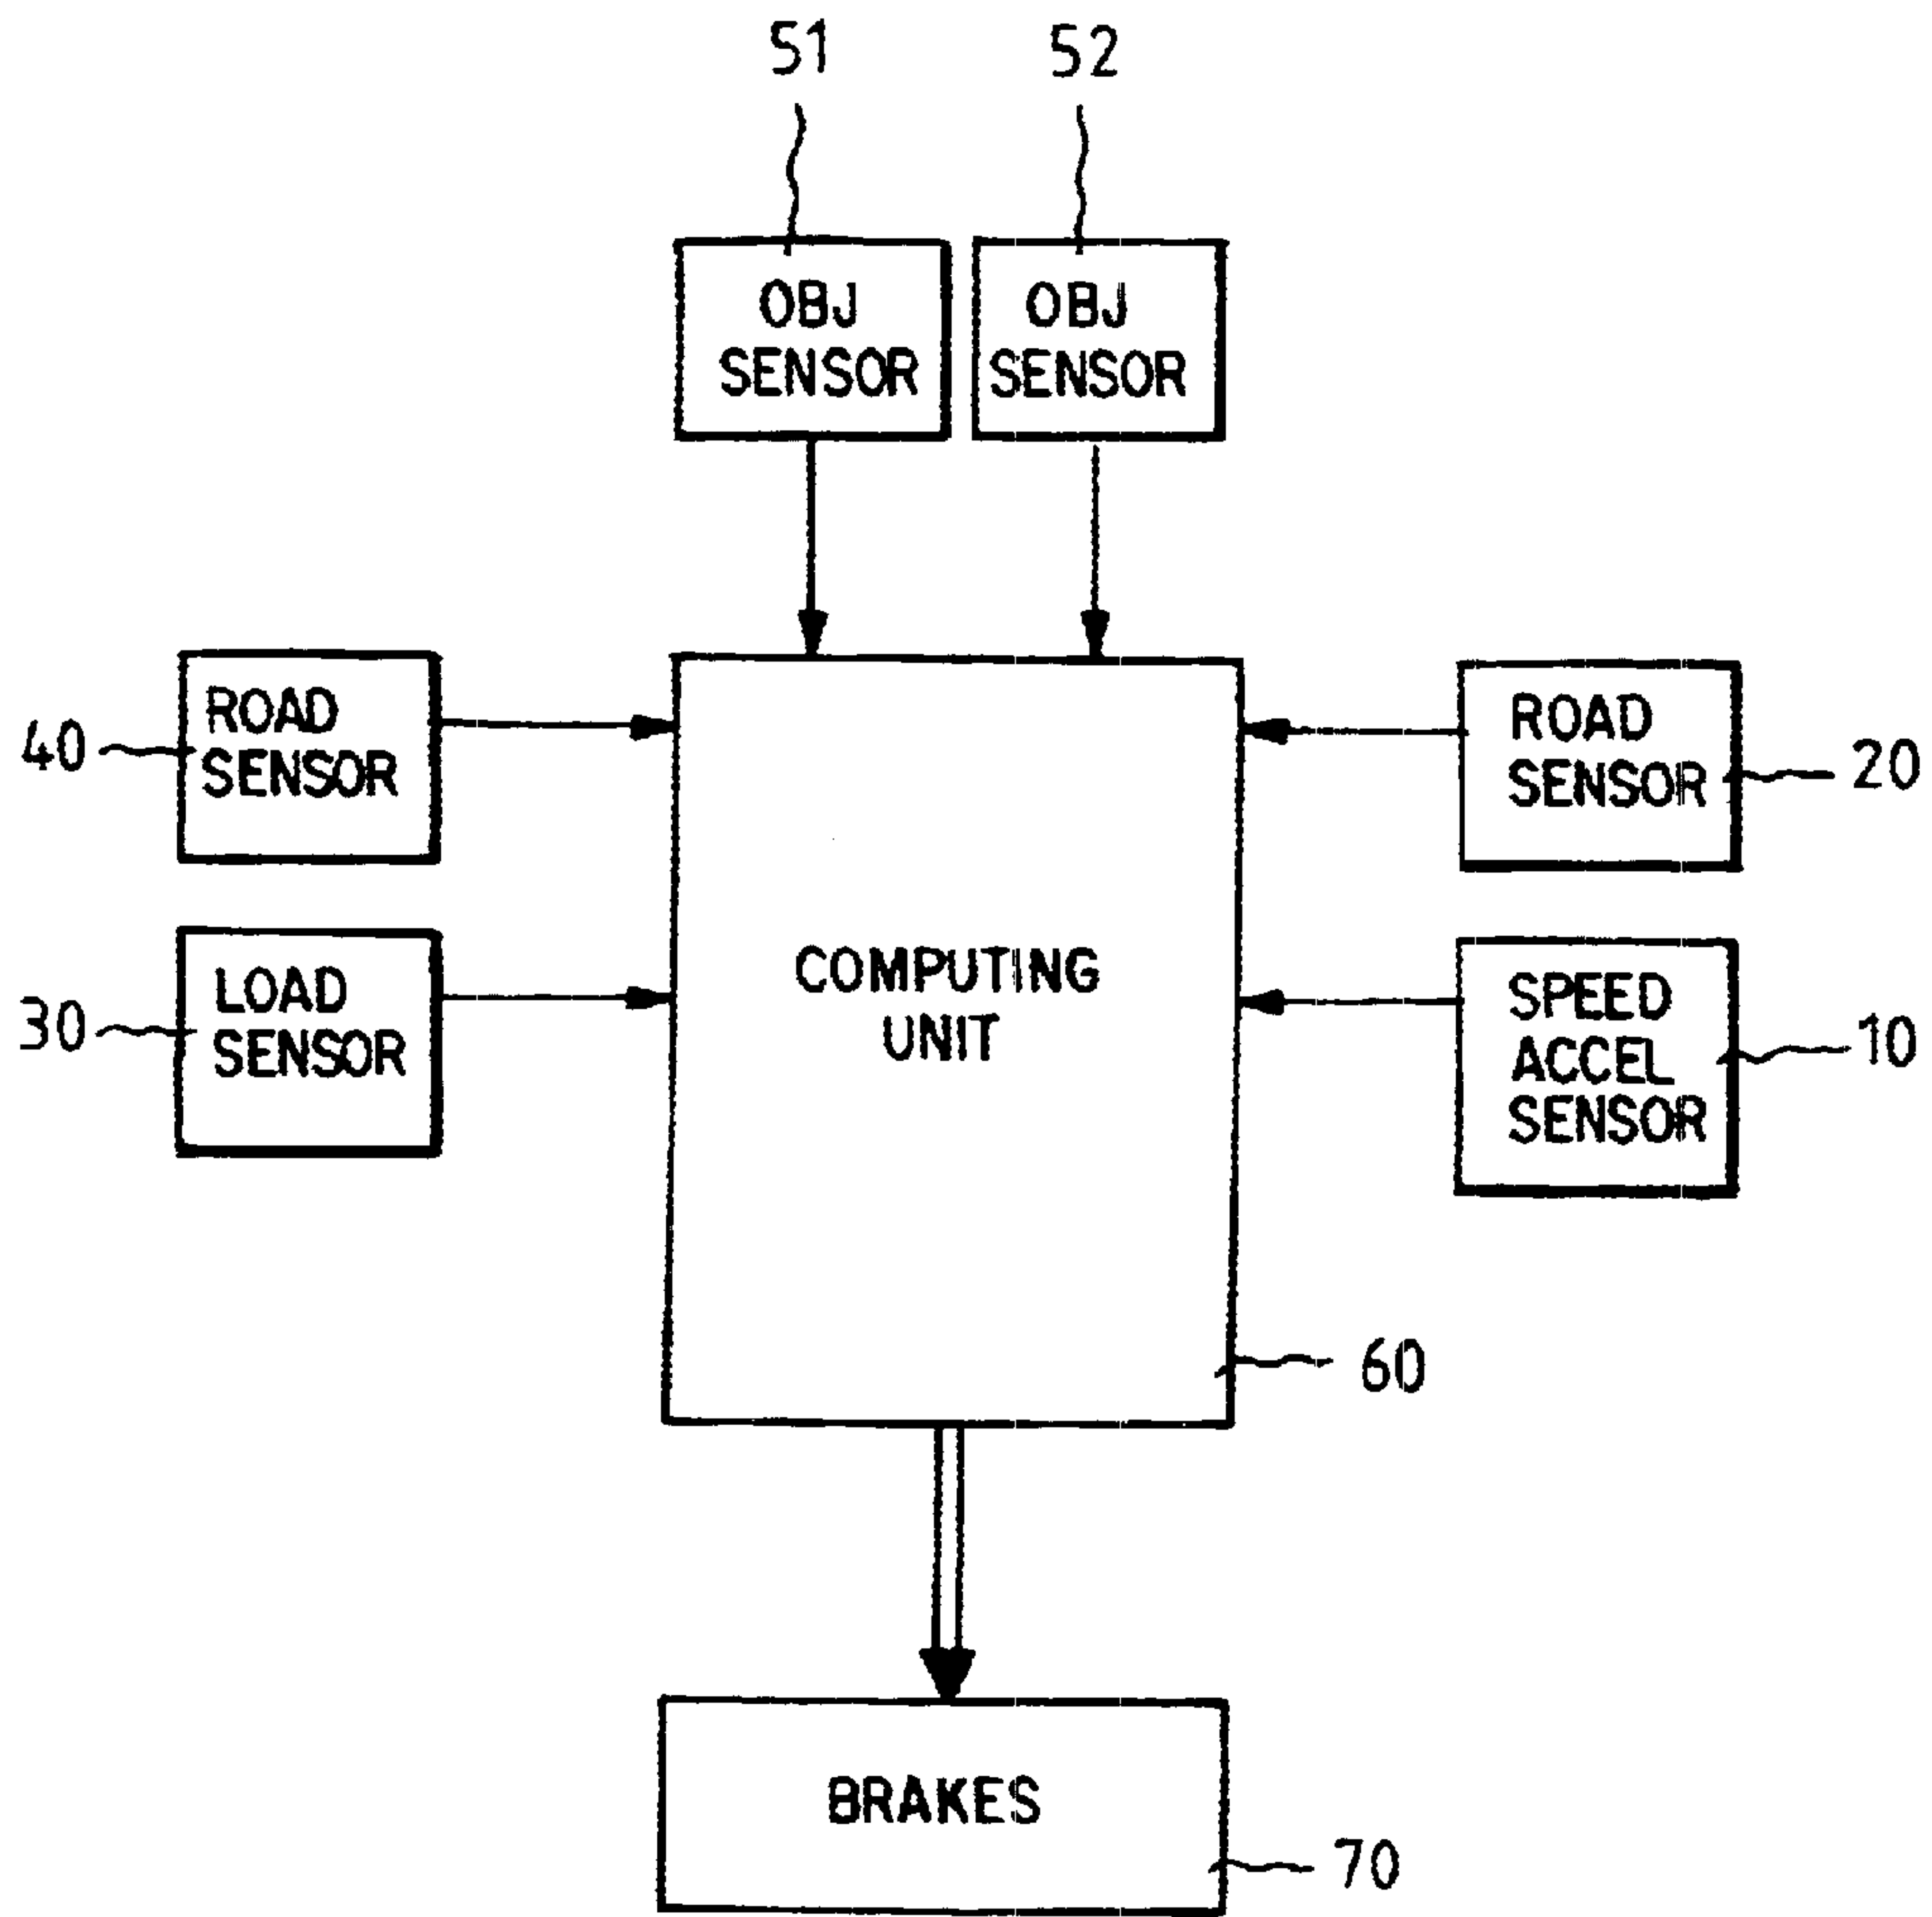 51
52
OBJ
SENSOR
OBJ
SENSOR
40
ROAD
SENSOR
ROAD
SENSOR
20
30
LOAD
SENSOR
COMPUTING
UNIT
SPEED
ACCEL
SENSOR
10
60
BRAKES
70